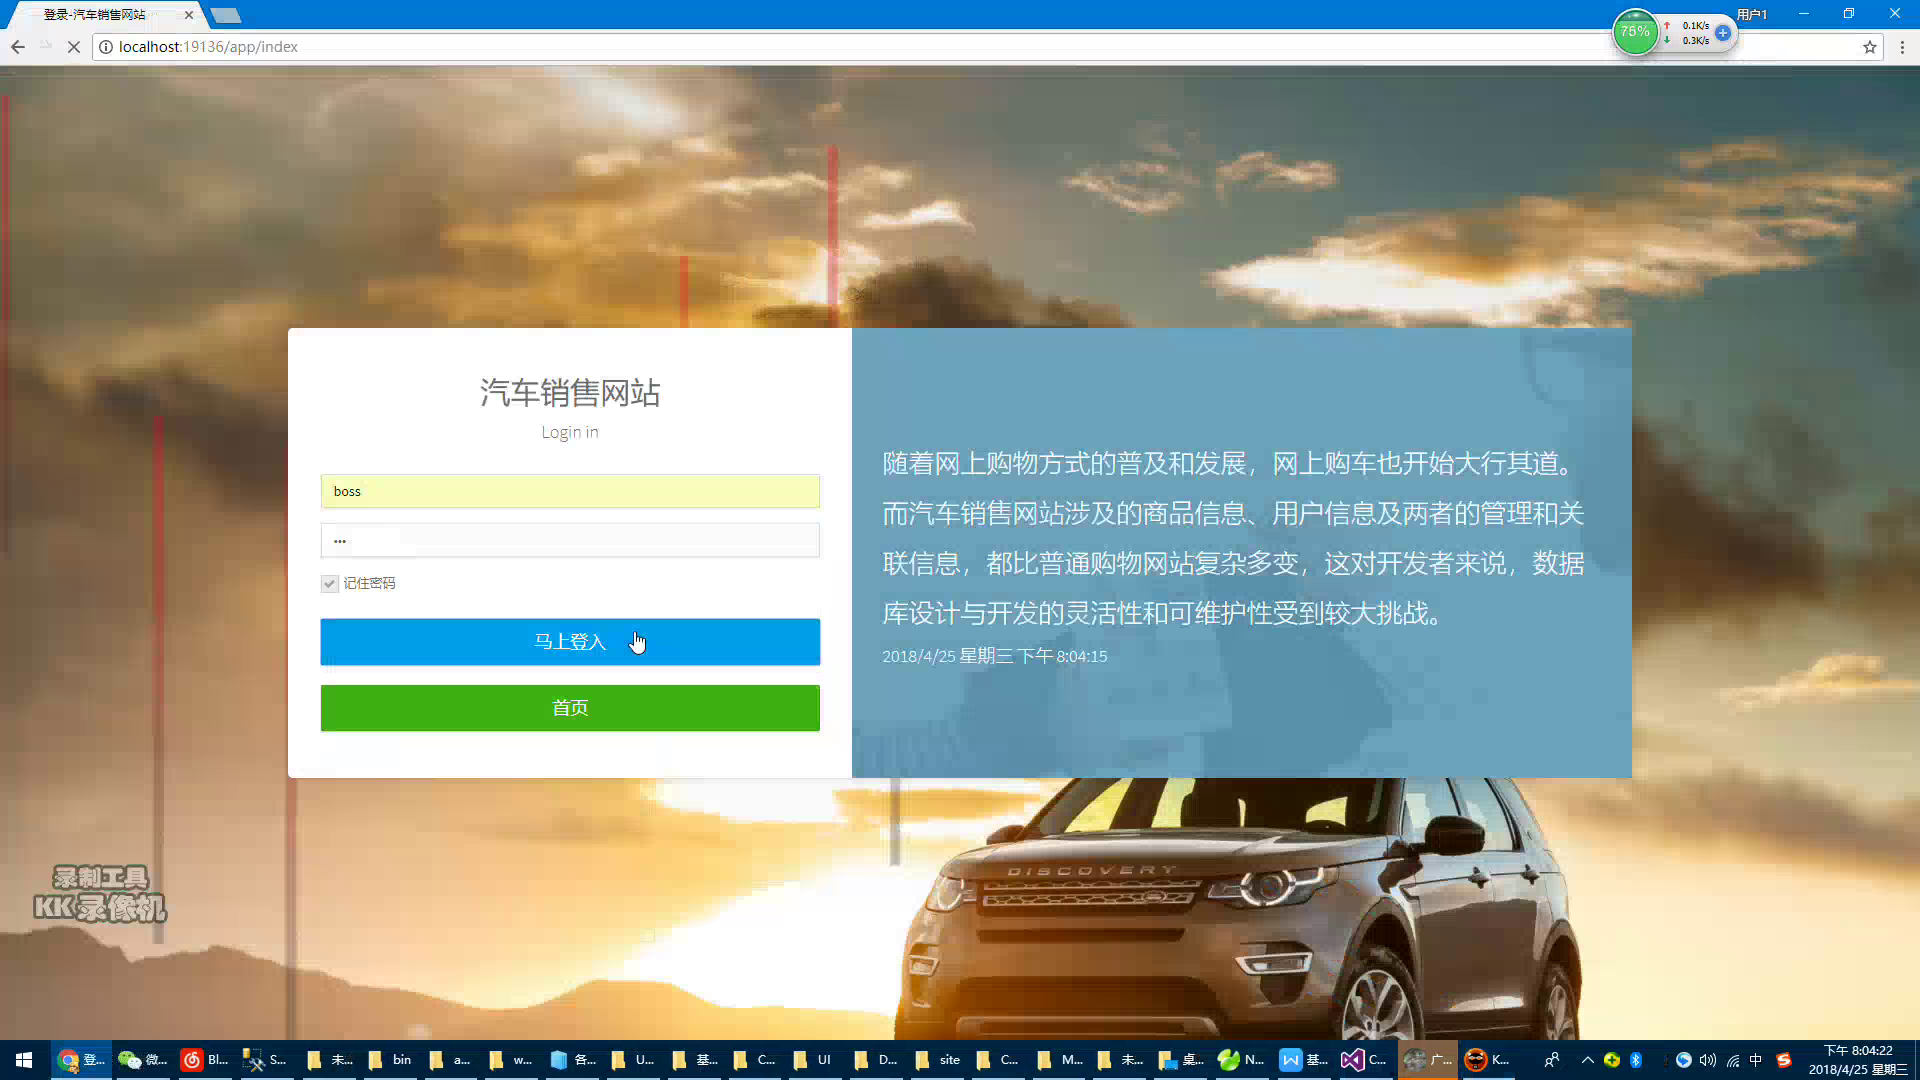 登录-汽车销售网站
用户1
75%
0.1K/s
0.3K/s
localhost:19136/app/index
汽车销售网站
Login in
boss
•••
记住密码
马上登入
首页
随着网上购物方式的普及和发展，网上购车也开始大行其道。
而汽车销售网站涉及的商品信息、用户信息及两者的管理和关
联信息，都比普通购物网站复杂多变，这对开发者来说，数据
库设计与开发的灵活性和可维护性受到较大挑战。
2018/4/25 星期三 下午 8:04:15
DISCOVERY
录制工具
KK录像机
登... 微... Bl... S... 未... bin a... w... 各... U... 基... C... UI D... site C... M... 未... 桌... N... 基... C... 广... K... 中
下午 8:04:22
2018/4/25 星期三